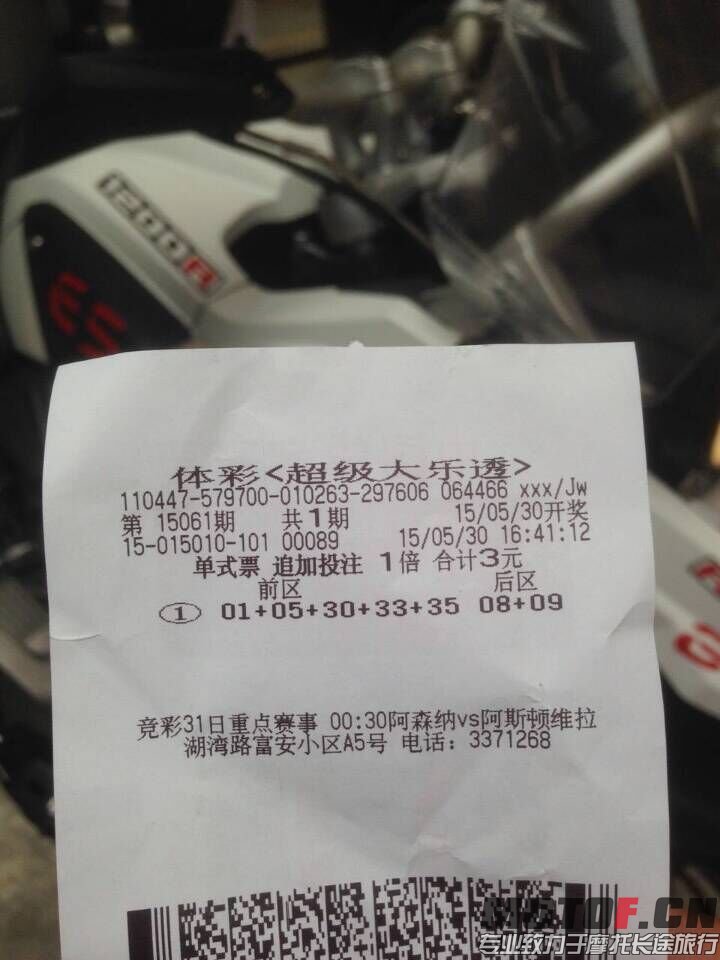 1200R
体彩<超级大乐透>
110447-579700-010263-297606 064466 xxx/Jw
第 15061期 共1期 15/05/30开奖
15-015010-101 00089 15/05/30 16:41:12
单式票 追加投注 1倍 合计3元
前区 后区
① 01+05+30+33+35 08+09
竞彩31日重点赛事 00:30阿森纳vs阿斯顿维拉
湖湾路富安小区A5号 电话：3371268
MOTOF.CN
专业致力于摩托长途旅行